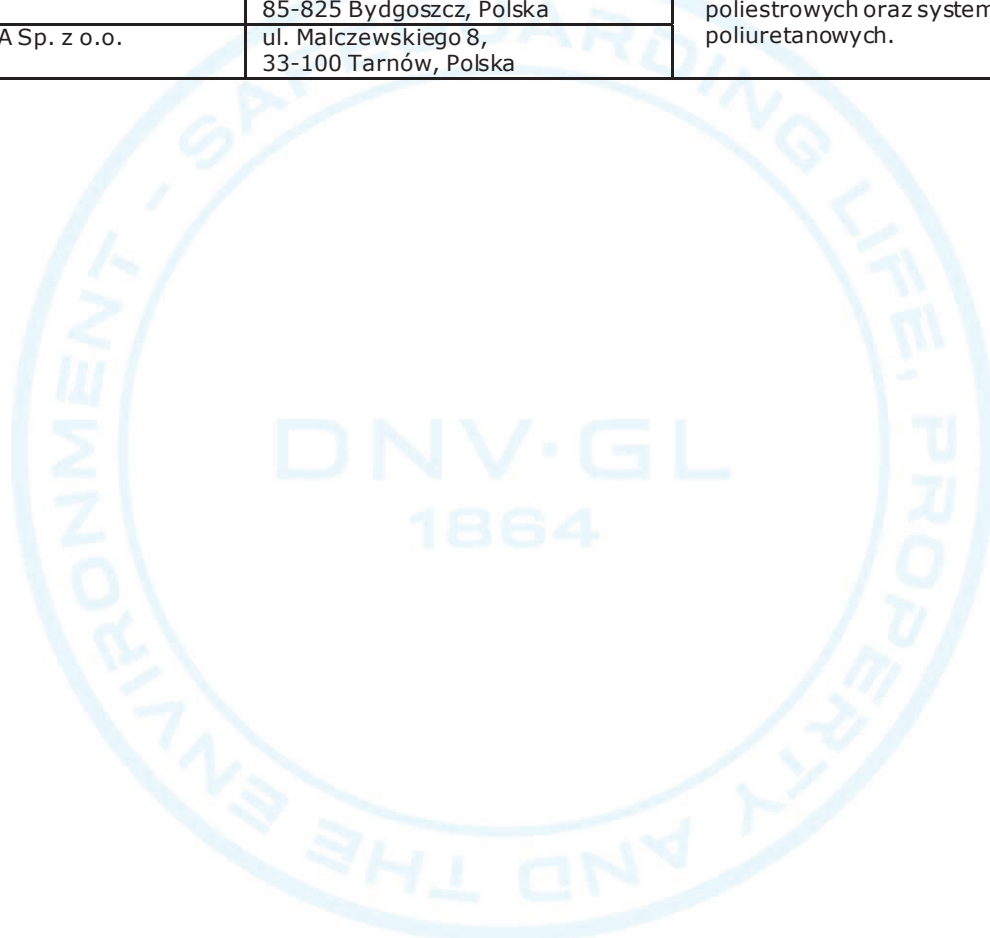 85-825 Bydgoszcz, Polska
poliestrowych oraz system
A Sp. z o.o.
ul. Malczewskiego 8,
33-100 Tarnów, Polska
poliuretanowych.
SAFEGUARDING LIFE, PROPERTY AND THE ENVIRONMENT -
DNV·GL
1864